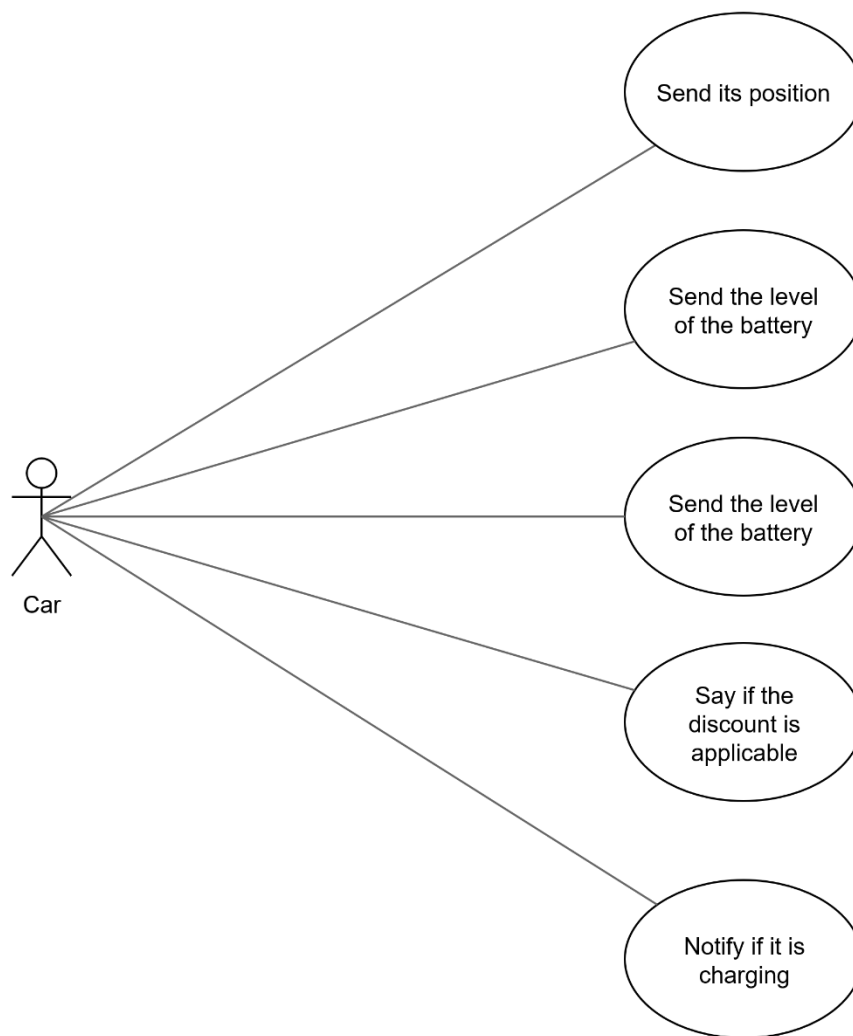 Send its position
Send the level
of the battery
Send the level
of the battery
Car
Say if the
discount is
applicable
Notify if it is
charging